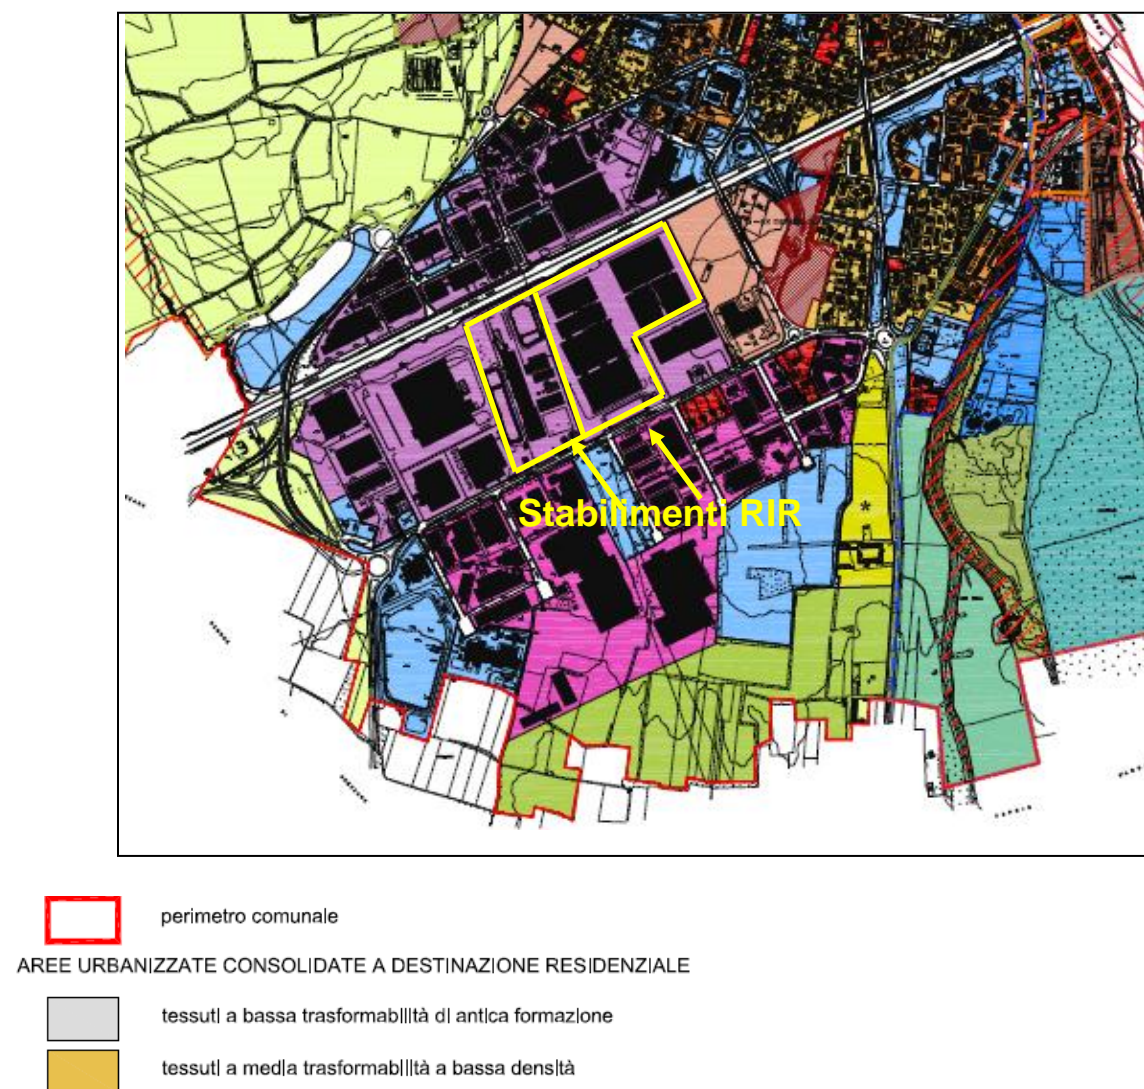 Stabilimenti RIR
perimetro comunale
AREE URBANIZZATE CONSOLIDATE A DESTINAZIONE RESIDENZIALE
tessuti a bassa trasformabilità di antica formazione
tessuti a media trasformabilità a bassa densità